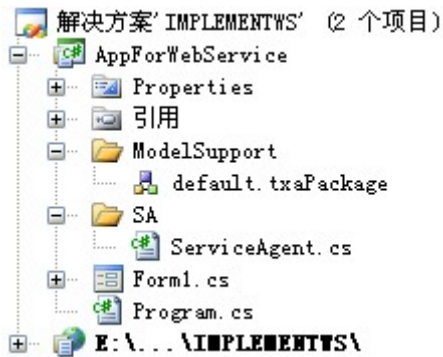 解决方案'IMPLEMENTWS' (2 个项目)
AppForWebService
Properties
引用
ModelSupport
default.txaPackage
SA
ServiceAgent.cs
Form1.cs
Program.cs
E:\...\IMPLEMENTWS\